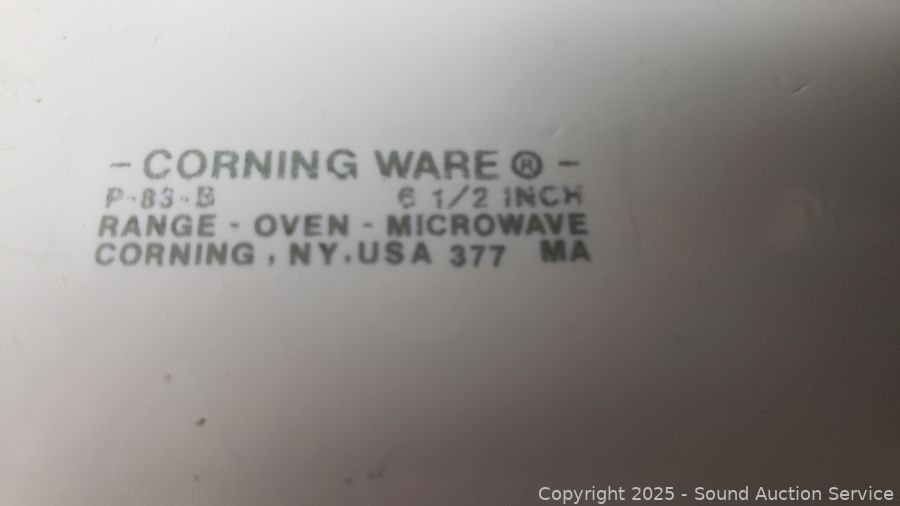 - CORNING WARE ® -
P-83-B 6 1/2 INCH
RANGE - OVEN - MICROWAVE
CORNING , NY. USA 377 MA
Copyright © 2025 - Sound Auction Service